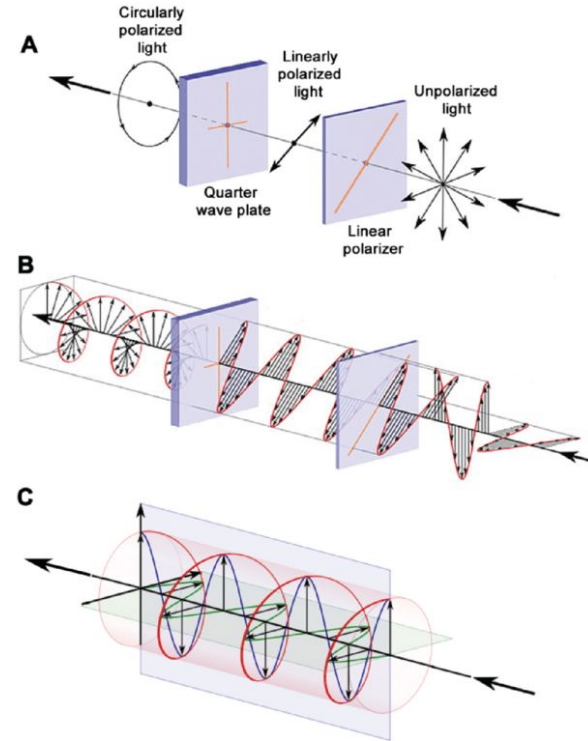 A
Circularly
polarized
light
Linearly
polarized
light
Unpolarized
light
Quarter
wave plate
Linear
polarizer
B
C